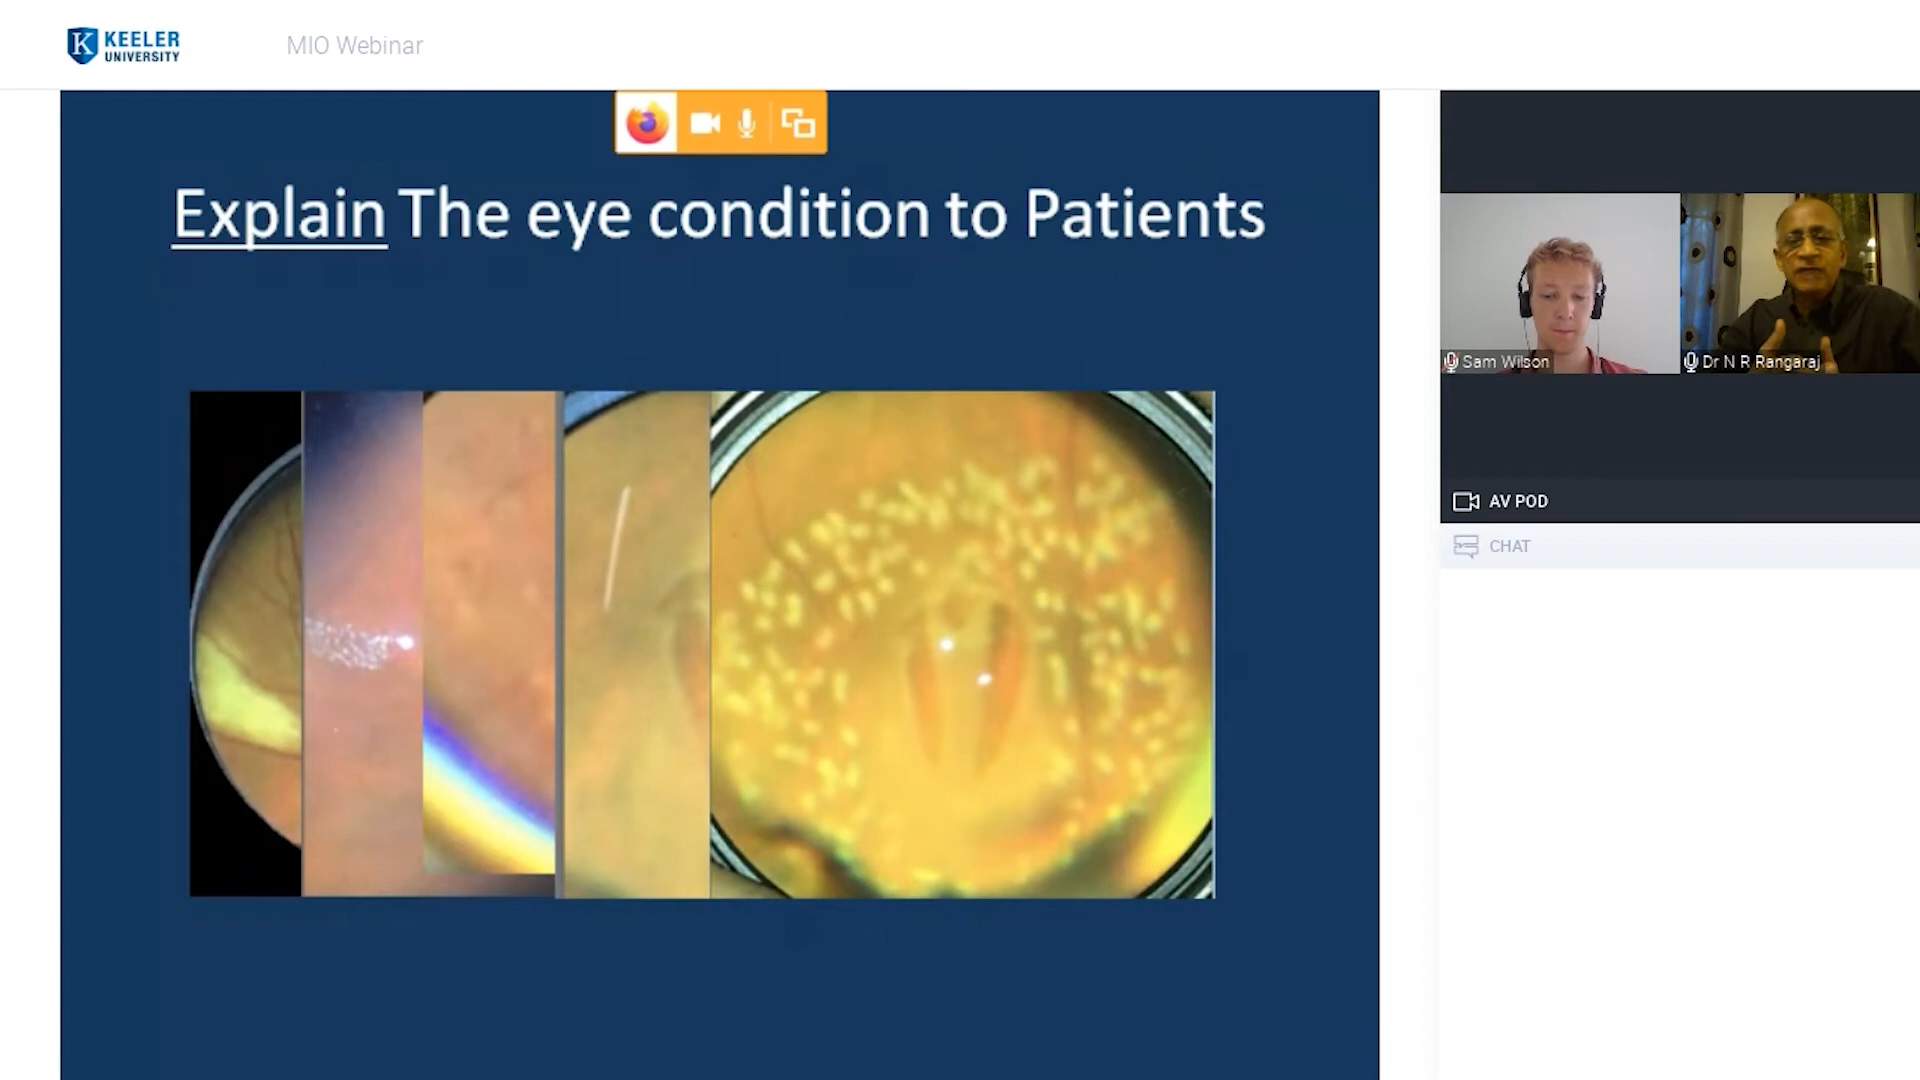 K KEELER
UNIVERSITY
MIO Webinar
Explain The eye condition to Patients
Sam Wilson
Dr N R Rangaraj
AV POD
CHAT